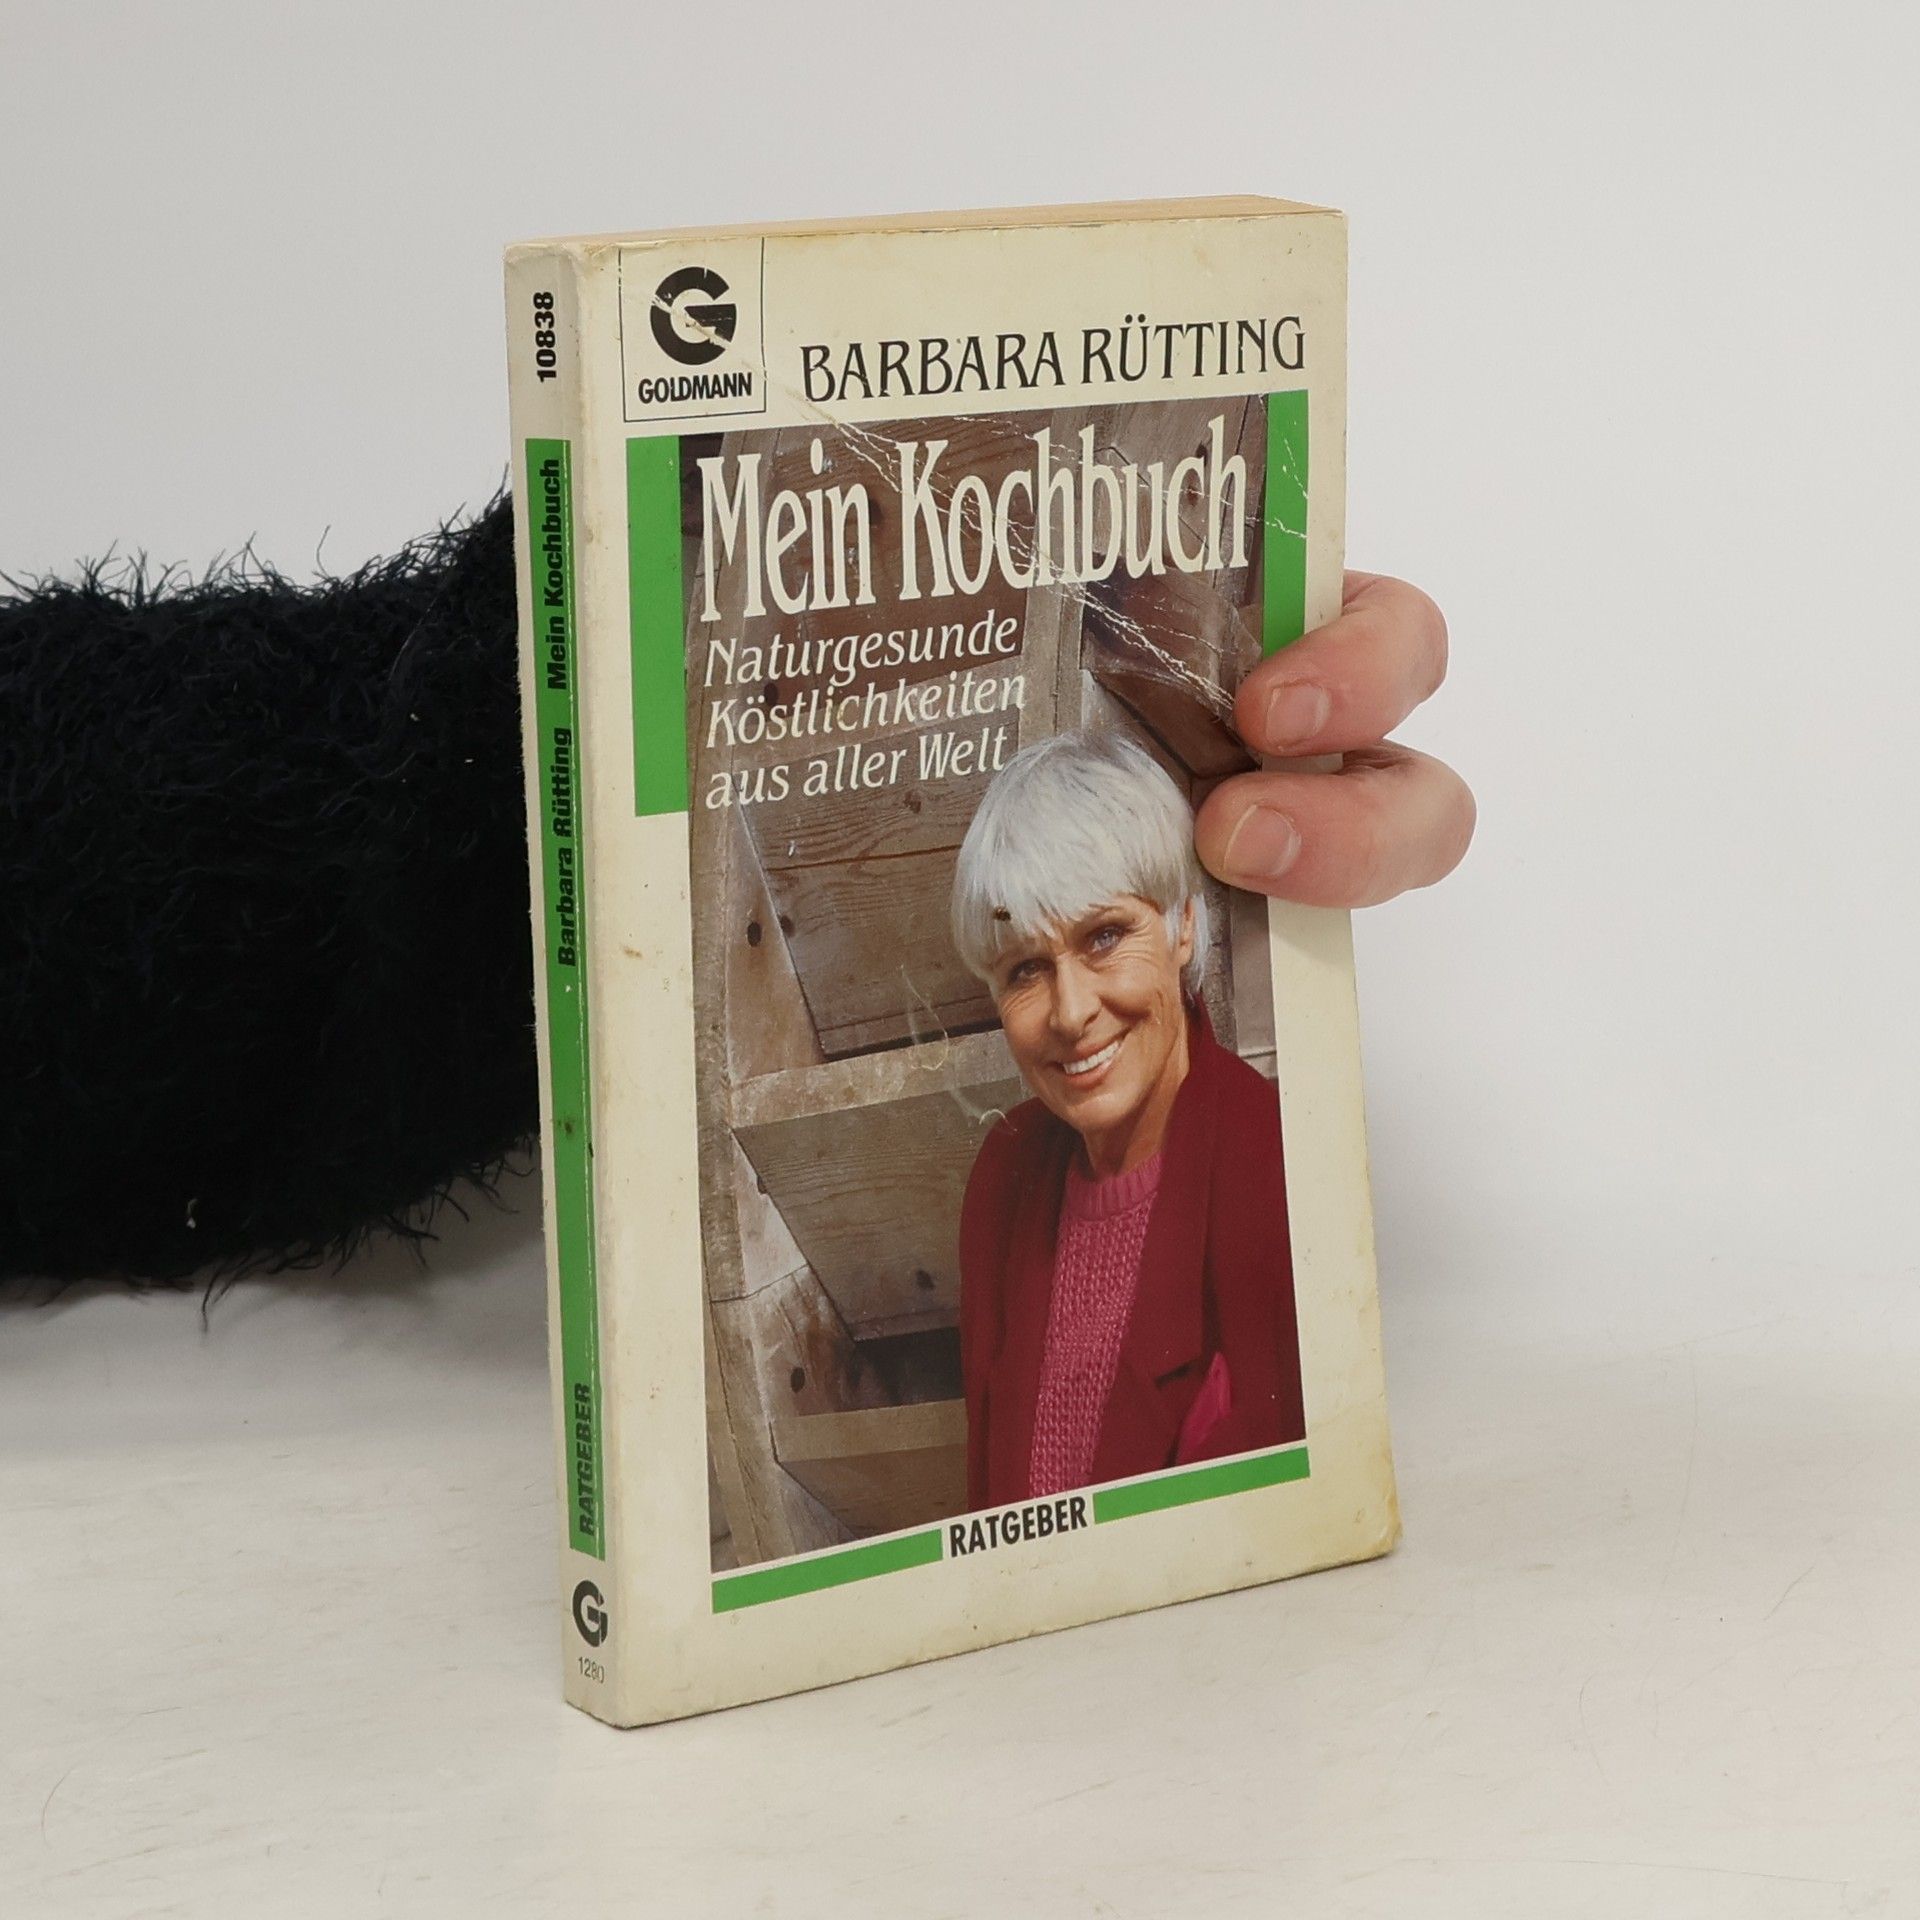 10838
Barbara Rütting Mein Kochbuch
RATGEBER
G
1280
G
GOLDMANN
BARBARA RÜTTING
Mein Kochbuch
Naturgesunde
Köstlichkeiten
aus aller Welt
RATGEBER